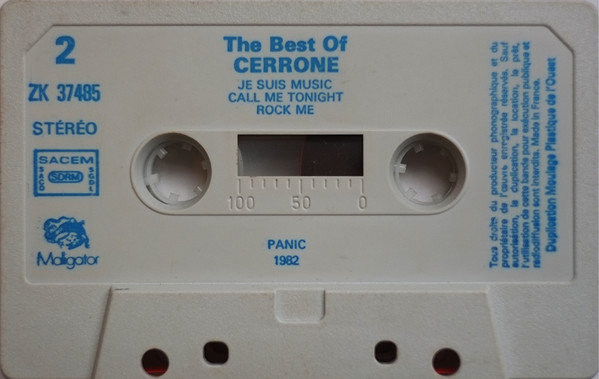 2
ZK 37485
STÉRÉO
SACEM
SACD
SDRM
SGDL
Malligator
The Best Of
CERRONE
JE SUIS MUSIC
CALL ME TONIGHT
ROCK ME
100 50 0
PANIC
1982
Tous droits du producteur phonographique et du
propriétaire de l'œuvre enregistrée réservés. Sauf
autorisation, la duplication, la location, le prêt,
l'utilisation de cette bande pour exécution publique et
radiodiffusion sont interdits. Made in France.
Duplication Moulage Plastique de l'Ouest